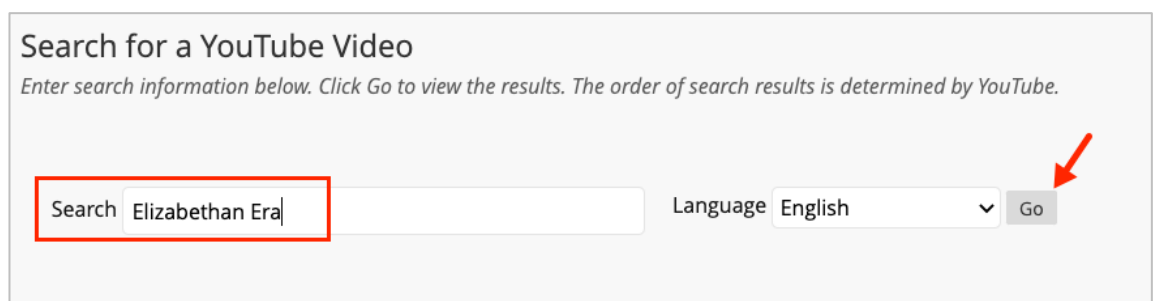 Search for a YouTube Video
Enter search information below. Click Go to view the results. The order of search results is determined by YouTube.
Search Elizabethan Era Language English Go